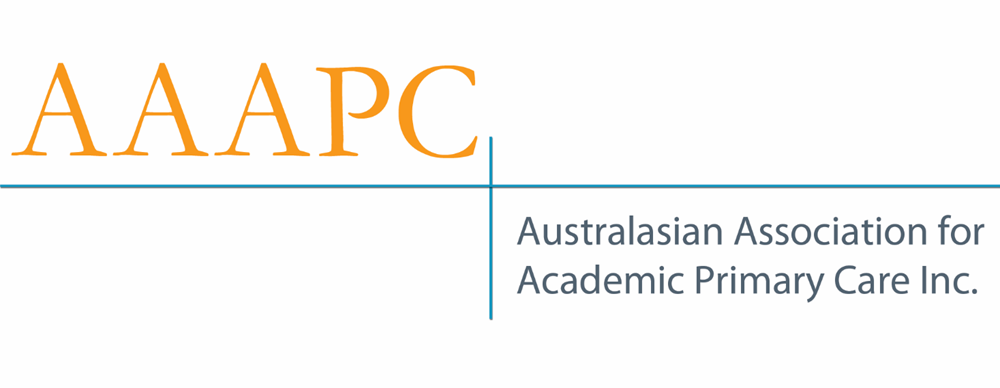 AAAPC
Australasian Association for
Academic Primary Care Inc.